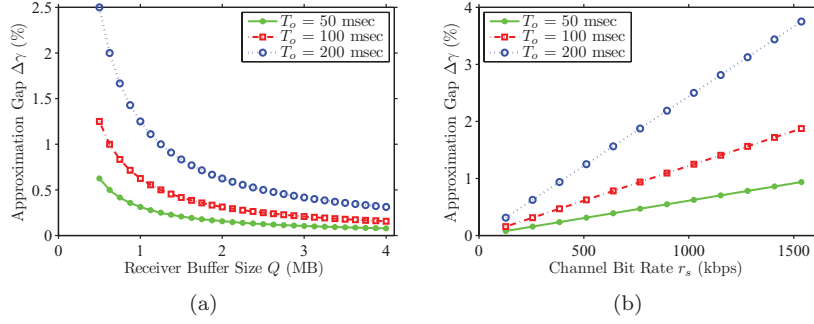 2.5
2
1.5
1
0.5
0
0
1.0
2
3
4
Approximation Gap Δγ (%)
Receiver Buffer Size Q (MB)
T_o = 50 msec
T_o = 100 msec
T_o = 200 msec
(a)
4
3
2
1
0
0
500
1000
1500
Approximation Gap Δγ (%)
Channel Bit Rate r_s (kbps)
T_o = 50 msec
T_o = 100 msec
T_o = 200 msec
(b)